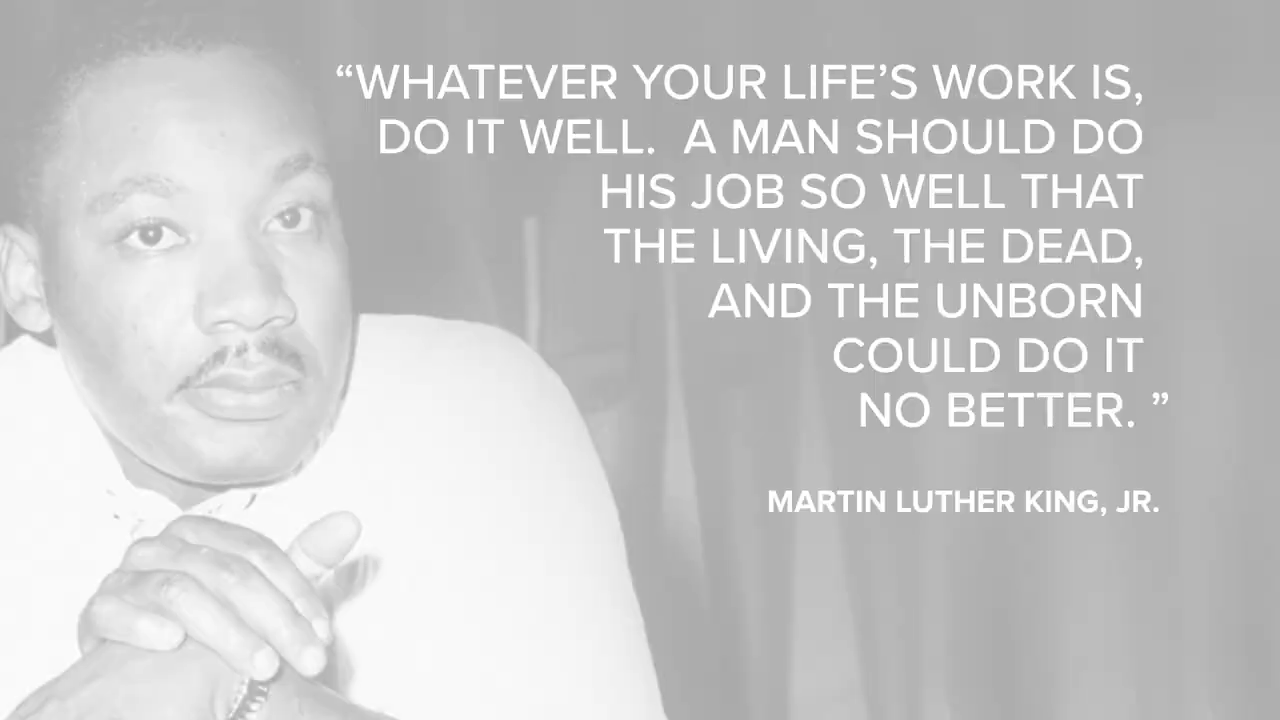 “WHATEVER YOUR LIFE’S WORK IS,
DO IT WELL.  A MAN SHOULD DO
HIS JOB SO WELL THAT
THE LIVING, THE DEAD,
AND THE UNBORN
COULD DO IT
NO BETTER. ”
MARTIN LUTHER KING, JR.